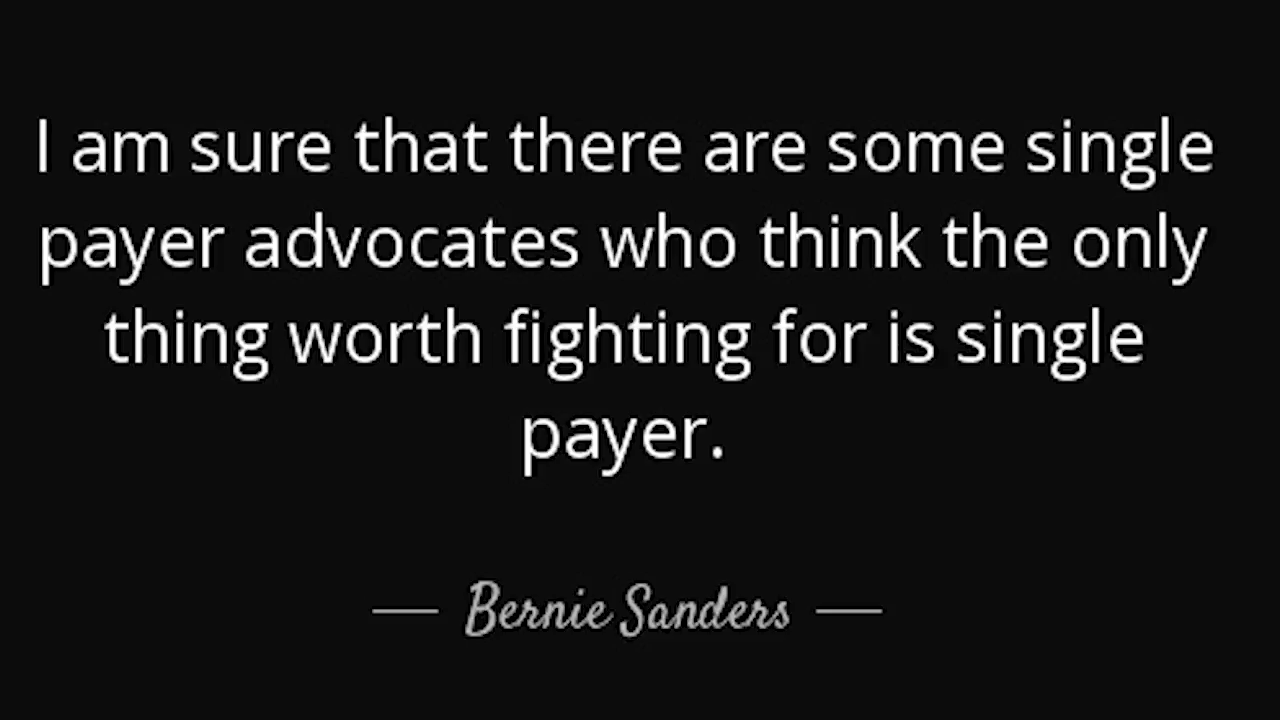 I am sure that there are some single
payer advocates who think the only
thing worth fighting for is single
payer.
Bernie Sanders